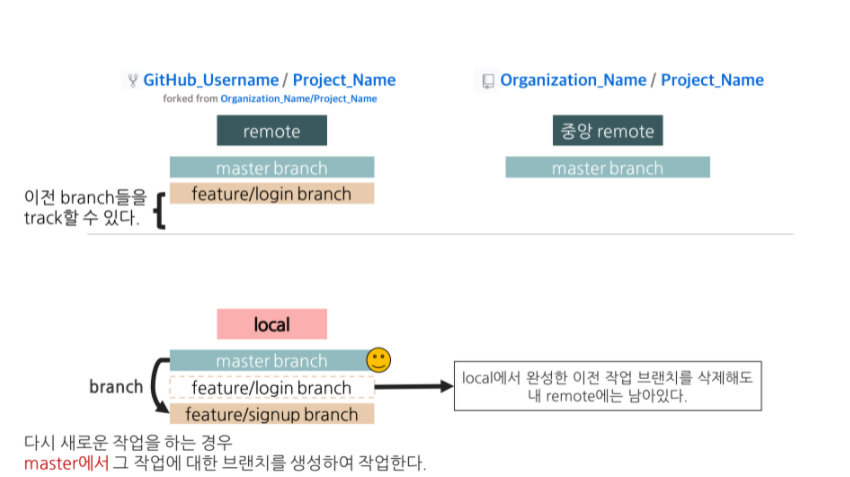 GitHub_Username / Project_Name
forked from Organization_Name/Project_Name
Organization_Name / Project_Name
remote
중앙 remote
master branch
master branch
이전 branch들을
track할 수 있다.
feature/login branch
local
master branch
branch
feature/login branch
feature/signup branch
local에서 완성한 이전 작업 브랜치를 삭제해도
내 remote에는 남아있다.
다시 새로운 작업을 하는 경우
master에서 그 작업에 대한 브랜치를 생성하여 작업한다.